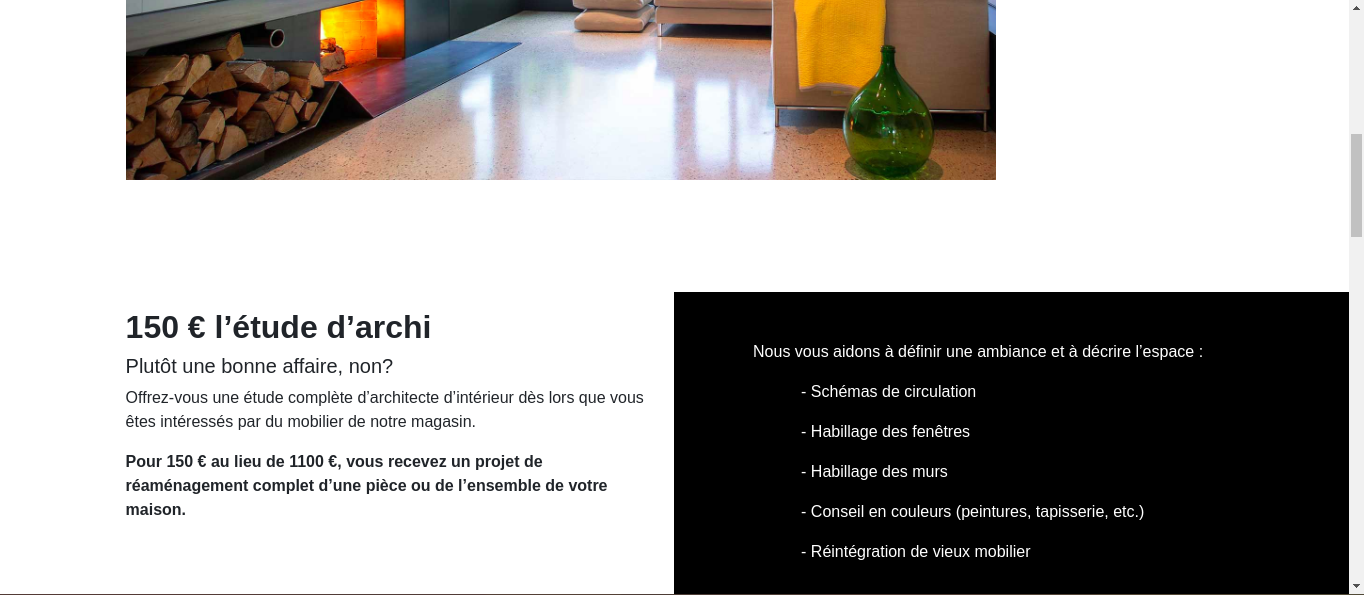 150 € l’étude d’archi
Plutôt une bonne affaire, non?
Offrez-vous une étude complète d’architecte d’intérieur dès lors que vous
êtes intéressés par du mobilier de notre magasin.
Pour 150 € au lieu de 1100 €, vous recevez un projet de
réaménagement complet d’une pièce ou de l’ensemble de votre
maison.
Nous vous aidons à définir une ambiance et à décrire l’espace :
- Schémas de circulation
- Habillage des fenêtres
- Habillage des murs
- Conseil en couleurs (peintures, tapisserie, etc.)
- Réintégration de vieux mobilier